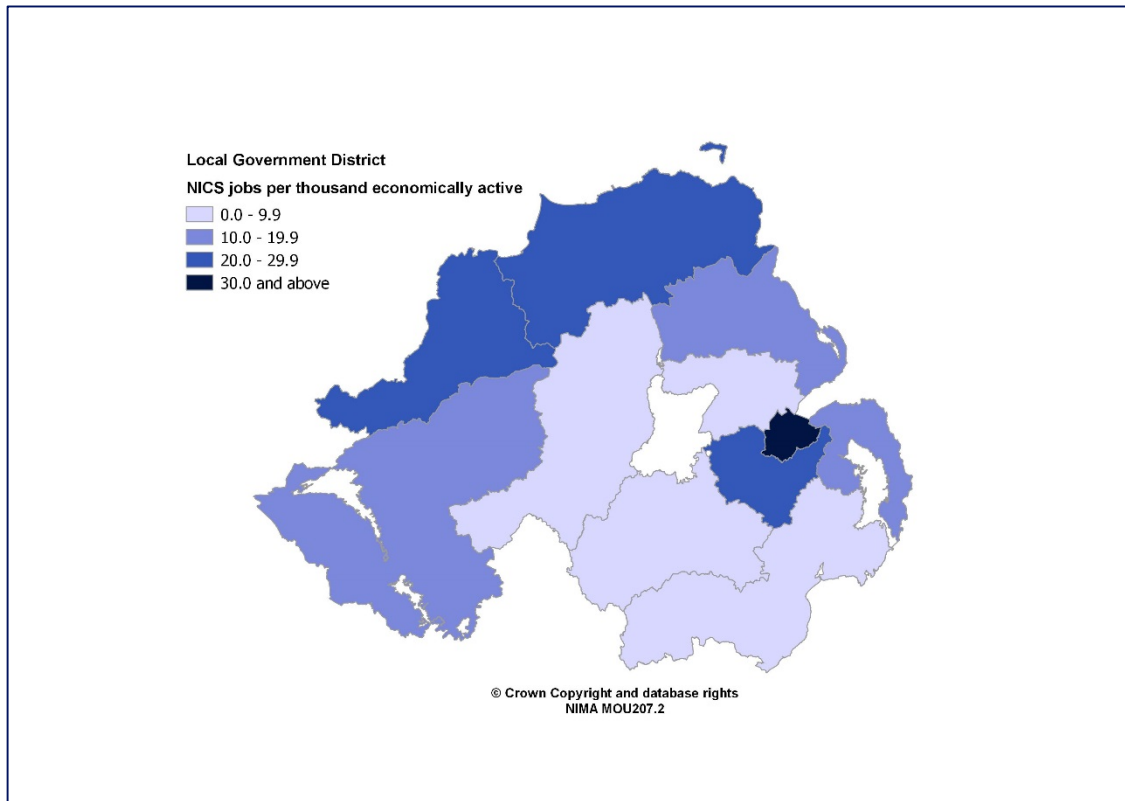 Local Government District
NICS jobs per thousand economically active
0.0 - 9.9
10.0 - 19.9
20.0 - 29.9
30.0 and above
© Crown Copyright and database rights
NIMA MOU207.2